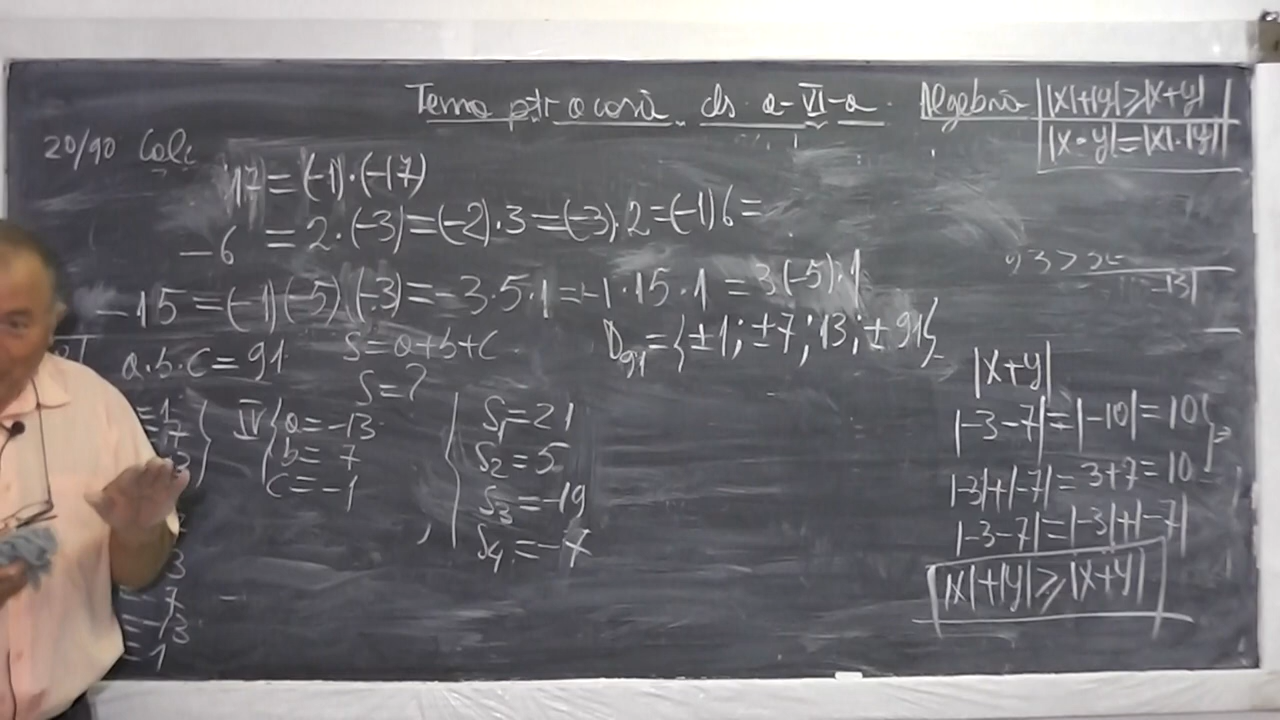 Tema ptr acasă cls. a-VI-a. Algebră
|x|+|y|≥|x+y|
|x·y|=|x|·|y|
20/90 Calc
17=(-1)·(-17)
-6 = 2·(-3)=(-2)·3=(-3)·2=(-1)6=
-15=(-1)(-5)(-3)=-3·5·1=-1·15·1=3(-5)·1
a·b·c=91
S=a+b+c
S=?
D91={±1;±7;13;±91}
IV { a=-13
b=7
c=-1
S1=21
S2=5
S3=-19
S4=-7
|x+y|
|-3-7|=|-10|=10
|-3|+|-7|=3+7=10
|-3-7|=|-3|+|-7|
|x|+|y|≥|x+y|